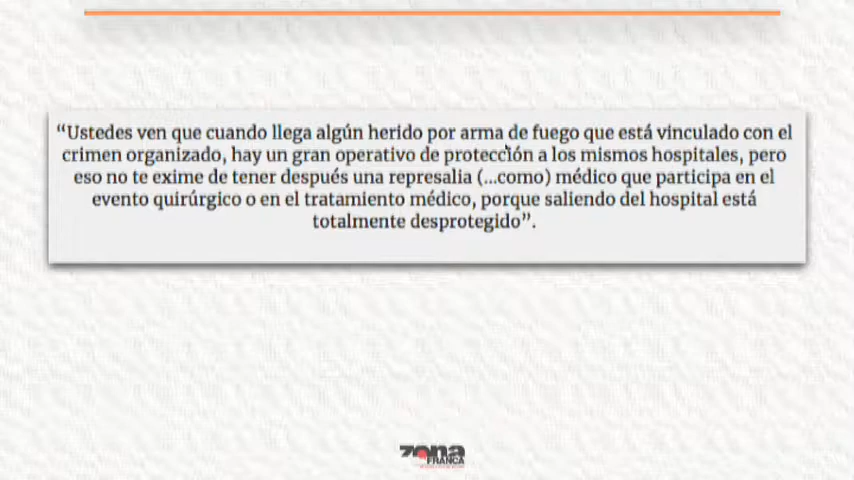 “Ustedes ven que cuando llega algún herido por arma de fuego que está vinculado con el
crimen organizado, hay un gran operativo de protección a los mismos hospitales, pero
eso no te exime de tener después una represalia (...como) médico que participa en el
evento quirúrgico o en el tratamiento médico, porque saliendo del hospital está
totalmente desprotegido”.
zona
FRANCA